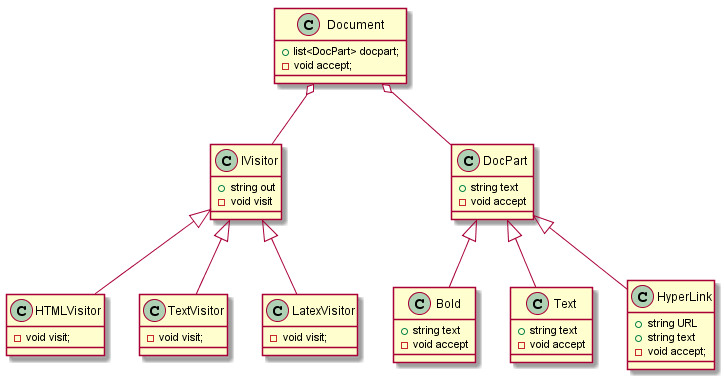 C Document
list<DocPart> docpart;
void accept;
C IVisitor
string out
void visit
C DocPart
string text
void accept
C HTMLVisitor
void visit;
C TextVisitor
void visit;
C LatexVisitor
void visit;
C Bold
string text
void accept
C Text
string text
void accept
C HyperLink
string URL
string text
void accept;